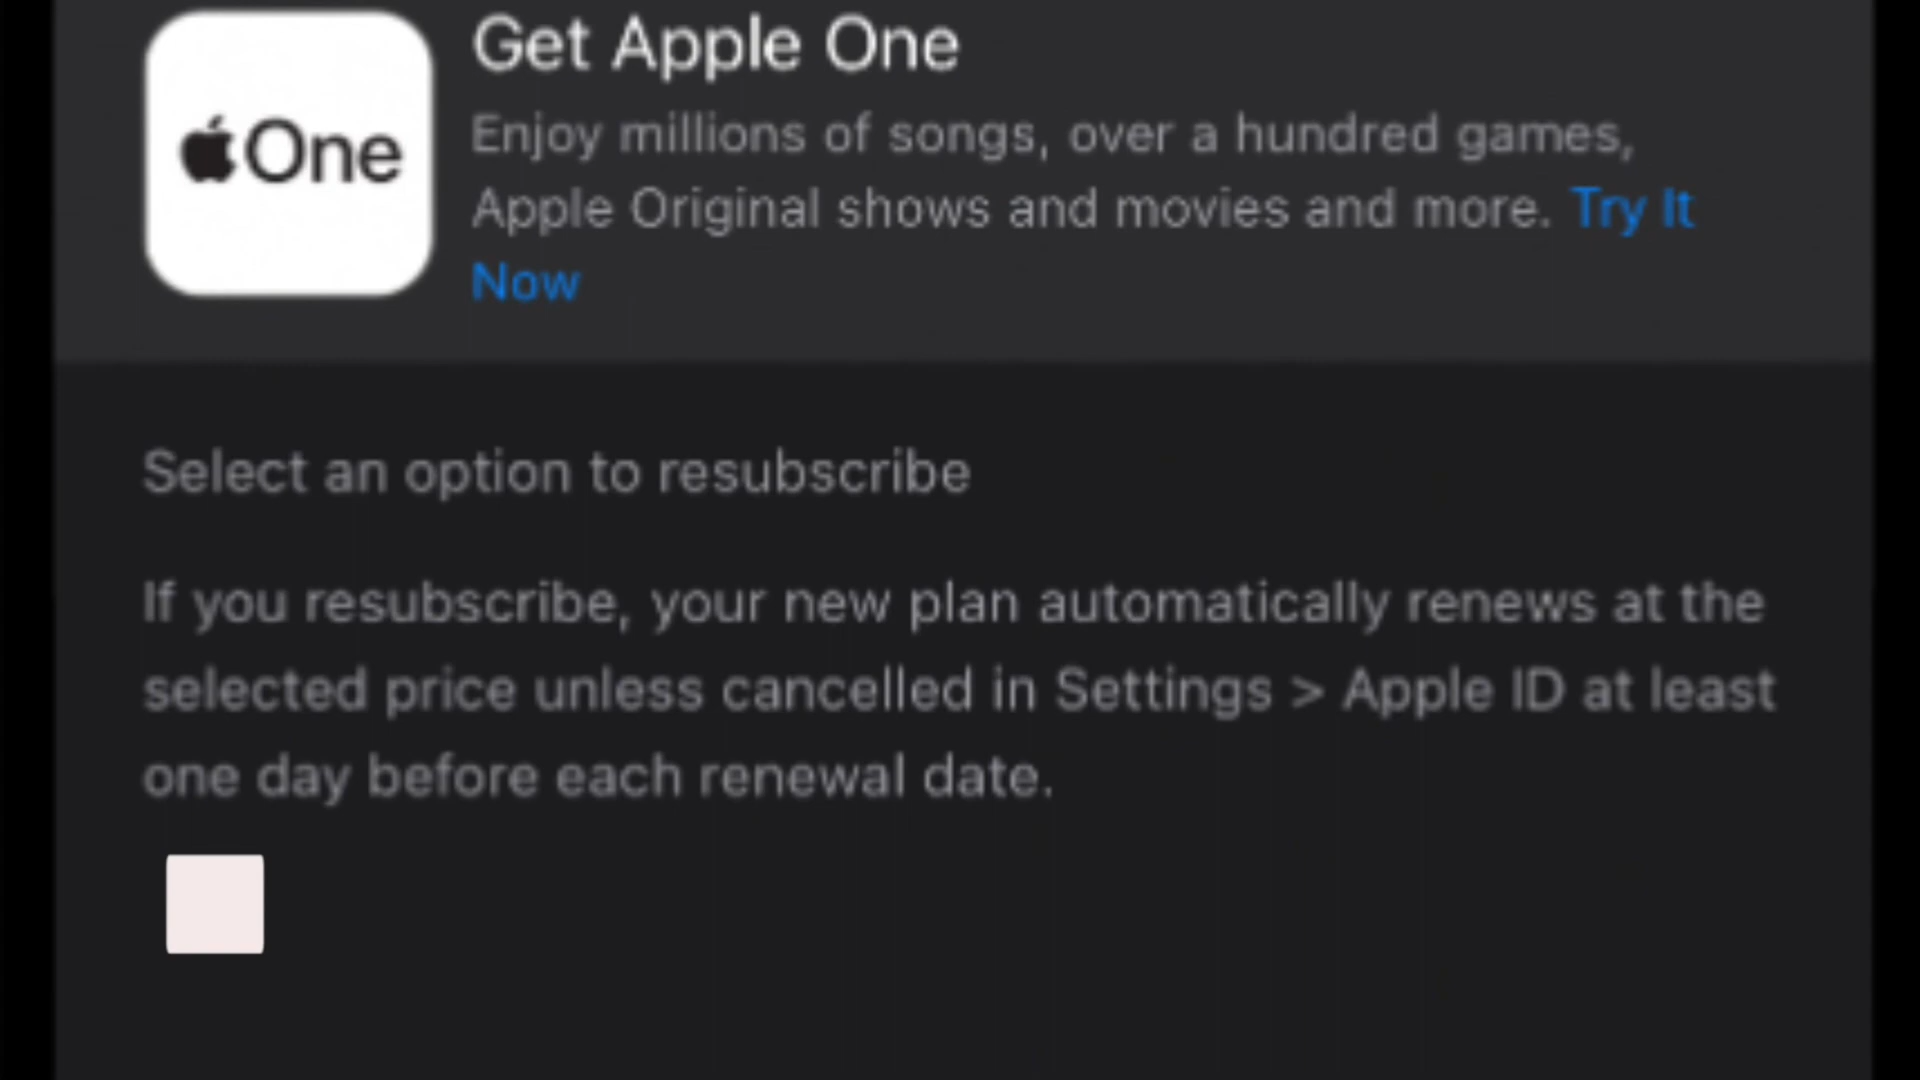 Get Apple One
One
Enjoy millions of songs, over a hundred games,
Apple Original shows and movies and more. Try It
Now
Select an option to resubscribe
If you resubscribe, your new plan automatically renews at the
selected price unless cancelled in Settings > Apple ID at least
one day before each renewal date.